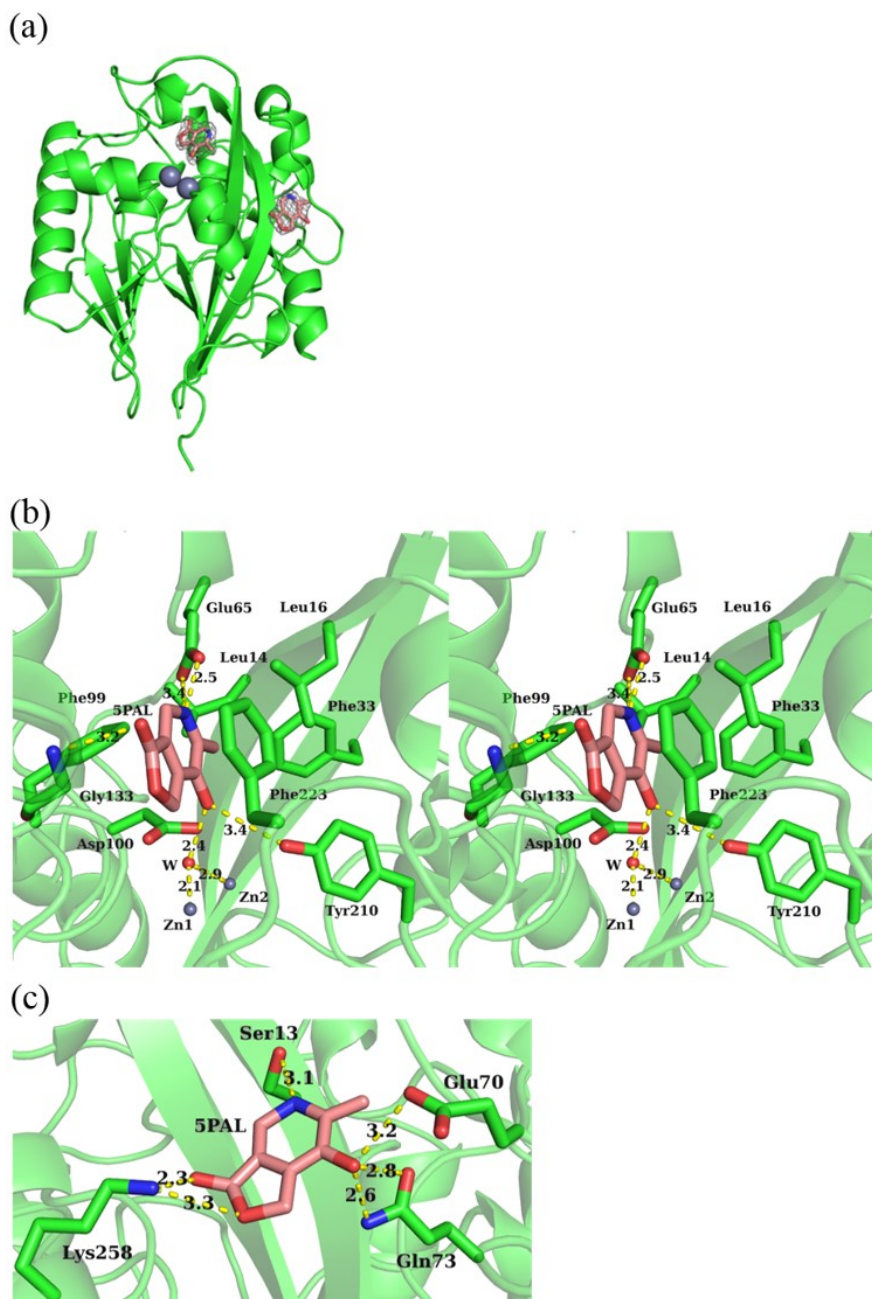 (a)
(b)
Glu65
Leu16
3.4
2.5
Leu14
Phe99
5PAL
Phe33
3.2
Gly133
Phe223
Asp100
2.4
3.4
W
2.9
2.1
Zn2
Zn1
Tyr210
Glu65
Leu16
3.4
2.5
Leu14
Phe99
5PAL
Phe33
3.2
Gly133
Phe223
Asp100
2.4
3.4
W
2.9
2.1
Zn2
Zn1
Tyr210
(c)
Ser13
3.1
Glu70
5PAL
3.2
2.3
2.8
3.3
2.6
Lys258
Gln73